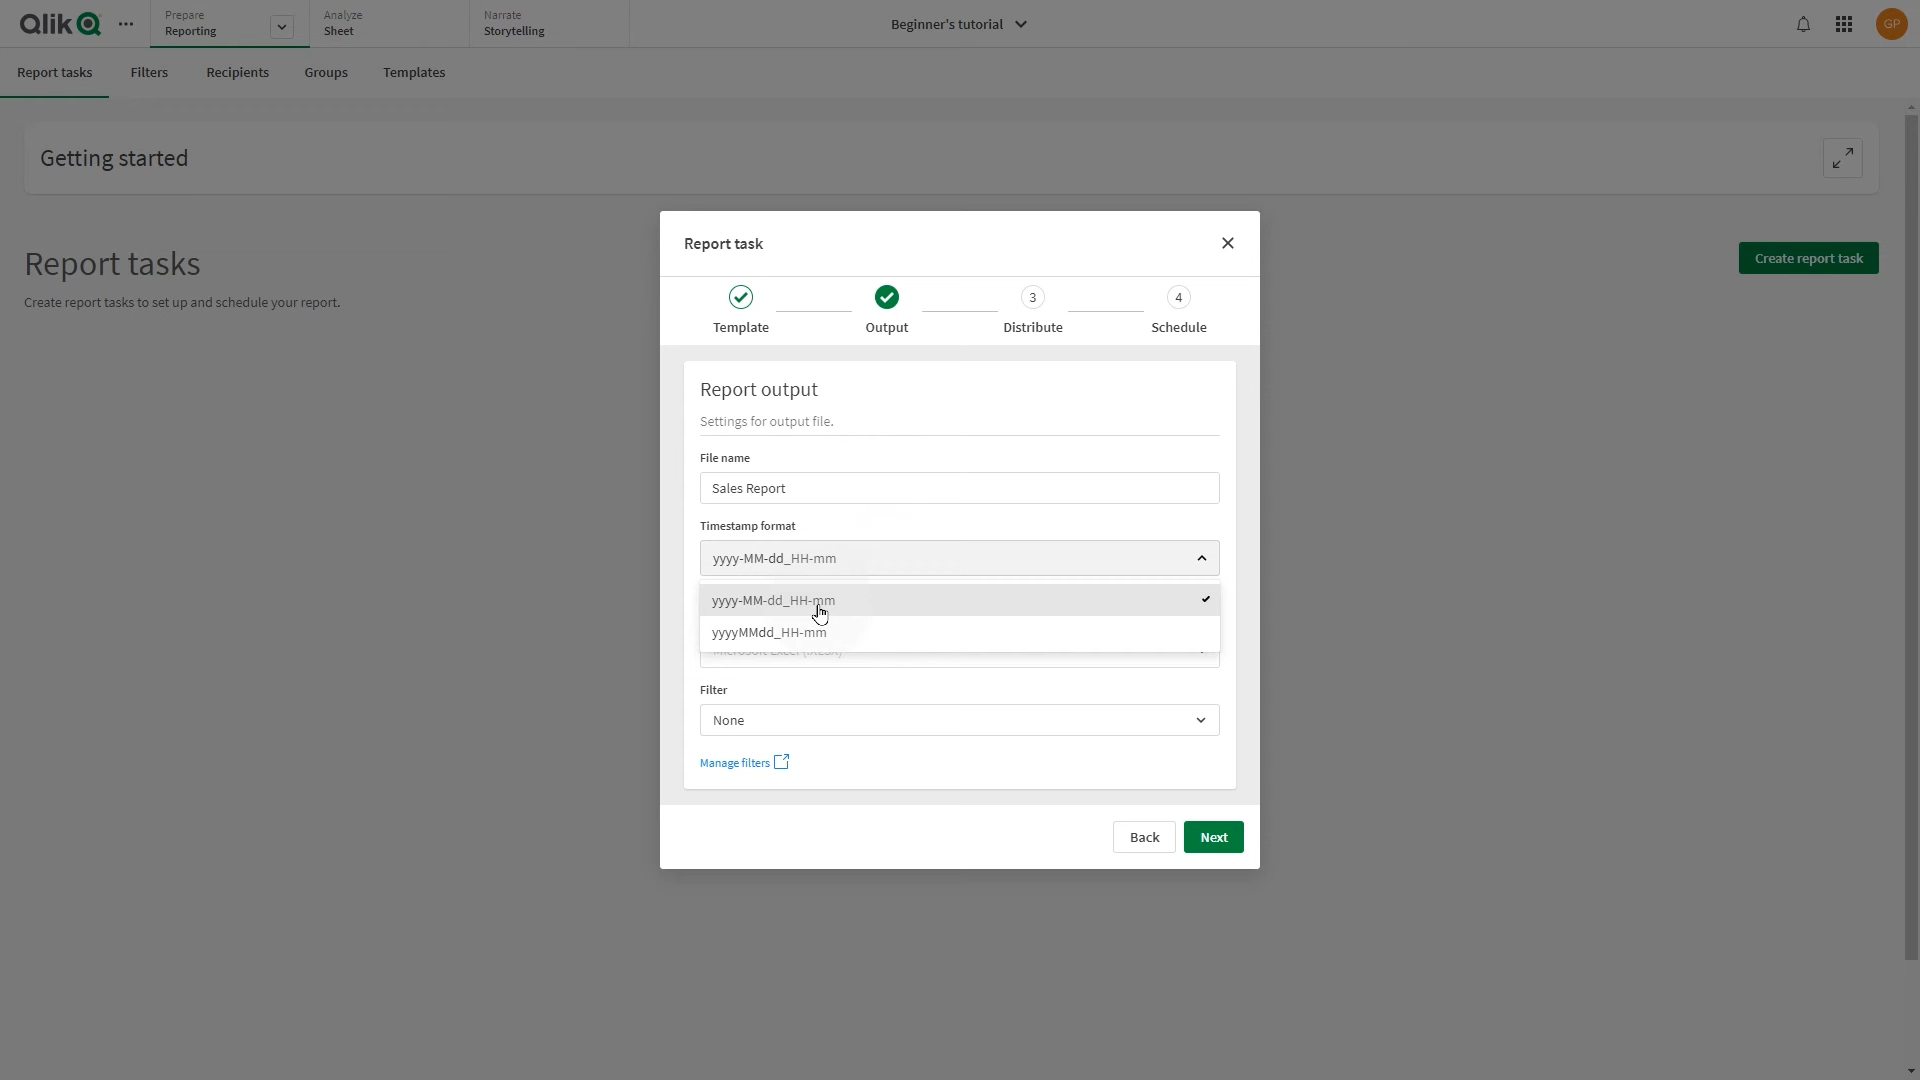 Qlik
Prepare
Reporting
Analyze
Sheet
Narrate
Storytelling
Beginner's tutorial
GP
Report tasks
Filters
Recipients
Groups
Templates
Getting started
Report tasks
Create report tasks to set up and schedule your report.
Create report task
Report task
3
4
Template
Output
Distribute
Schedule
Report output
Settings for output file.
File name
Sales Report
Timestamp format
yyyy-MM-dd_HH-mm
yyyy-MM-dd_HH-mm
yyyyMMdd_HH-mm
Microsoft Excel (.XLSX)
Filter
None
Manage filters
Back
Next